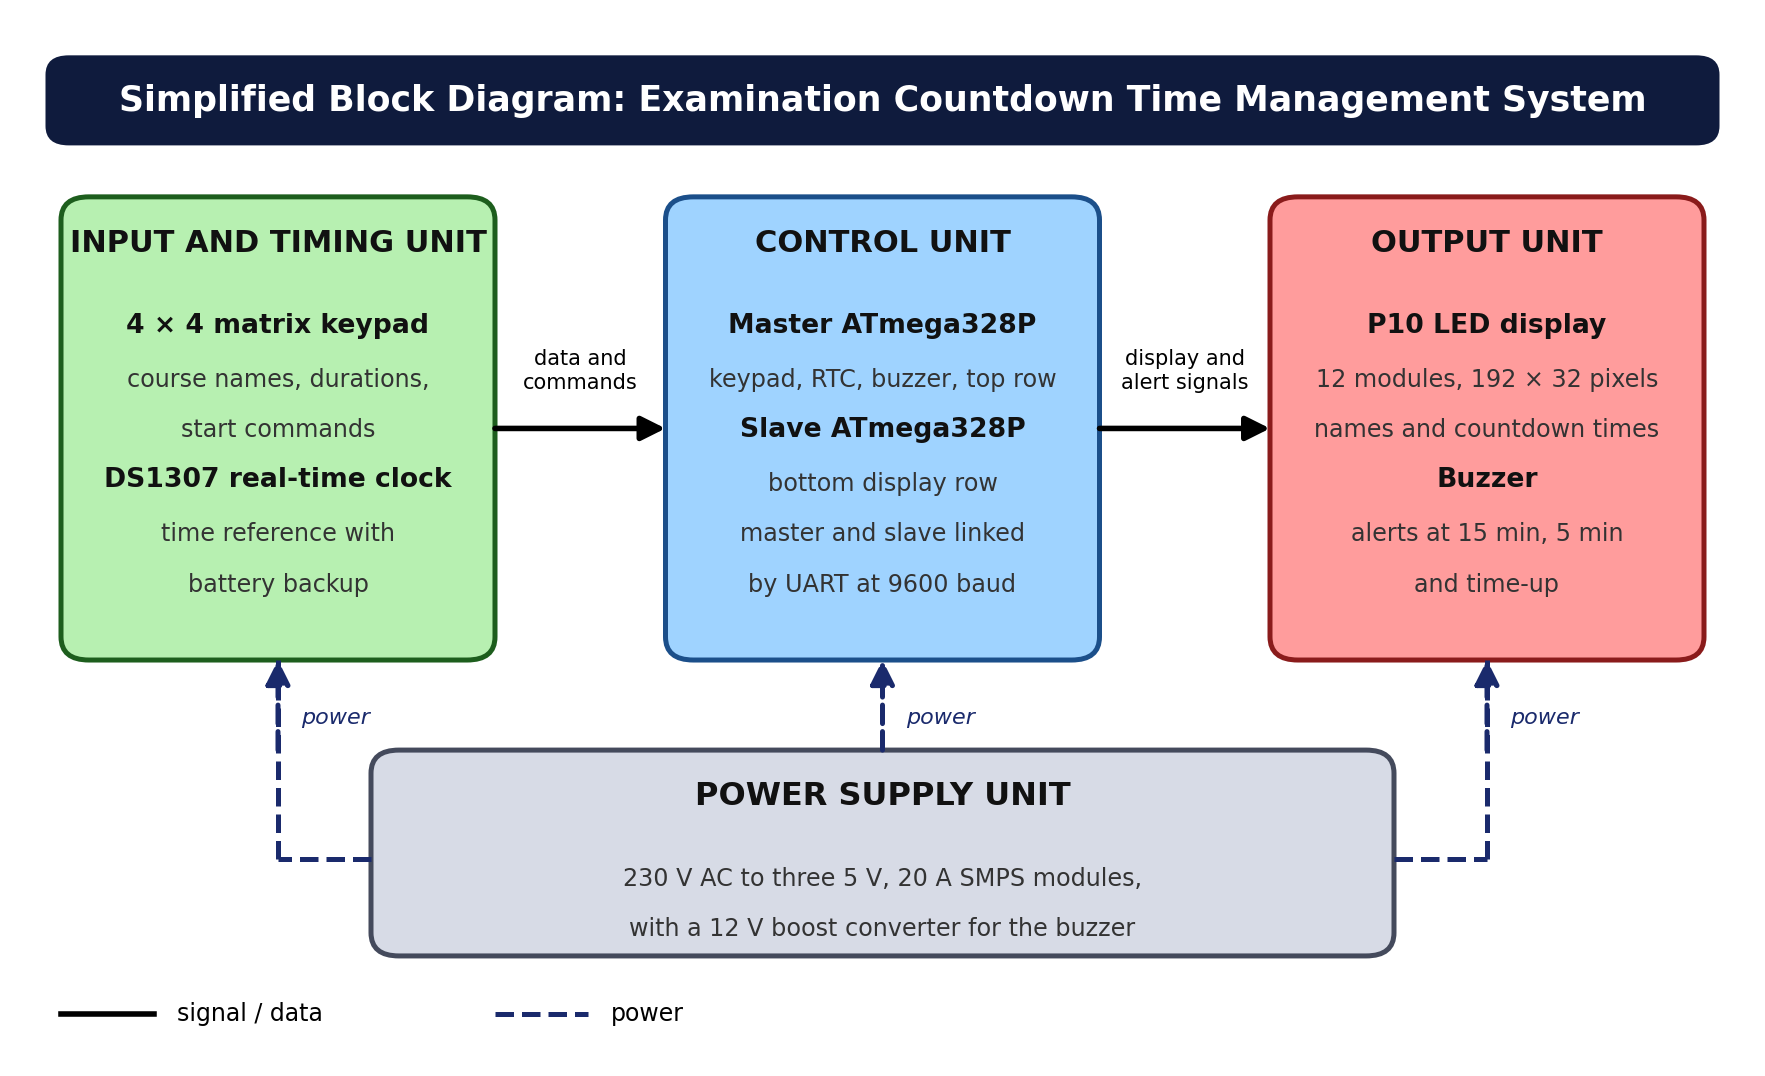 Simplified Block Diagram: Examination Countdown Time Management System
INPUT AND TIMING UNIT
4 × 4 matrix keypad
course names, durations,
start commands
DS1307 real-time clock
time reference with
battery backup
data and
commands
CONTROL UNIT
Master ATmega328P
keypad, RTC, buzzer, top row
Slave ATmega328P
bottom display row
master and slave linked
by UART at 9600 baud
display and
alert signals
OUTPUT UNIT
P10 LED display
12 modules, 192 × 32 pixels
names and countdown times
Buzzer
alerts at 15 min, 5 min
and time-up
power
power
power
POWER SUPPLY UNIT
230 V AC to three 5 V, 20 A SMPS modules,
with a 12 V boost converter for the buzzer
signal / data
power